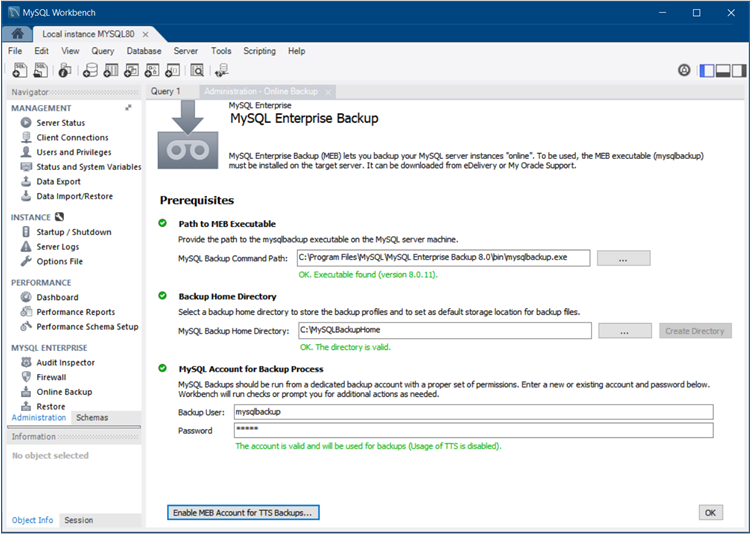 MySQL Workbench
Local instance MYSQL80
File Edit View Query Database Server Tools Scripting Help
Navigator
MANAGEMENT
Server Status
Client Connections
Users and Privileges
Status and System Variables
Data Export
Data Import/Restore
INSTANCE
Startup / Shutdown
Server Logs
Options File
PERFORMANCE
Dashboard
Performance Reports
Performance Schema Setup
MYSQL ENTERPRISE
Audit Inspector
Firewall
Online Backup
Restore
Administration Schemas
Information
No object selected
Object Info Session
Query 1 Administration - Online Backup
MySQL Enterprise
MySQL Enterprise Backup
MySQL Enterprise Backup (MEB) lets you backup your MySQL server instances "online". To be used, the MEB executable (mysqlbackup)
must be installed on the target server. It can be downloaded from eDelivery or My Oracle Support.
Prerequisites
Path to MEB Executable
Provide the path to the mysqlbackup executable on the MySQL server machine.
MySQL Backup Command Path: C:\Program Files\MySQL\MySQL Enterprise Backup 8.0\bin\mysqlbackup.exe ...
OK. Executable found (version 8.0.11).
Backup Home Directory
Select a backup home directory to store the backup profiles and to set as default storage location for backup files.
MySQL Backup Home Directory: C:\MySQLBackupHome ... Create Directory
OK. The directory is valid.
MySQL Account for Backup Process
MySQL Backups should be run from a dedicated backup account with a proper set of permissions. Enter a new or existing account and password below.
Workbench will run checks or prompt you for additional actions as needed.
Backup User: mysqlbackup
Password *****
The account is valid and will be used for backups (Usage of TTS is disabled).
Enable MEB Account for TTS Backups... OK